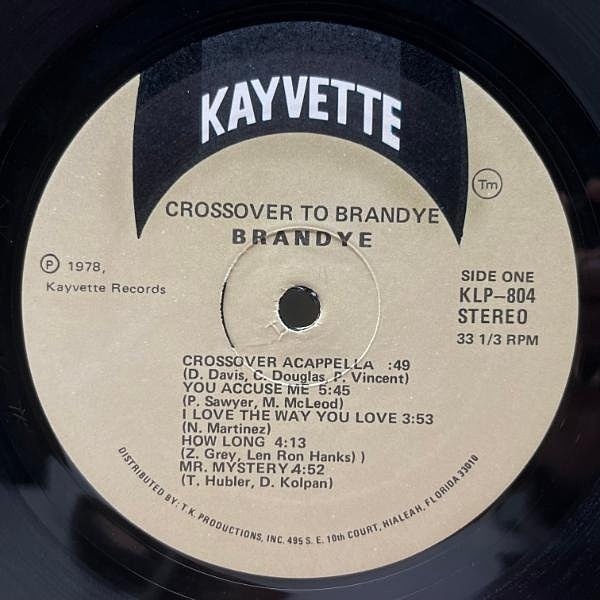 KAYVETTE
Tm
CROSSOVER TO BRANDYE
BRANDYE
℗ 1978,
Kayvette Records
SIDE ONE
KLP-804
STEREO
33 1/3 RPM
CROSSOVER ACAPPELLA :49
(D. Davis, C. Douglas, P. Vincent)
YOU ACCUSE ME 5:45
(P. Sawyer, M. McLeod)
I LOVE THE WAY YOU LOVE 3:53
(N. Martinez)
HOW LONG 4:13
(Z. Grey, Len Ron Hanks) )
MR. MYSTERY 4:52
(T. Hubler, D. Kolpan)
DISTRIBUTED BY: T.K. PRODUCTIONS, INC. 495 S. E. 10th COURT, HIALEAH, FLORIDA 33010